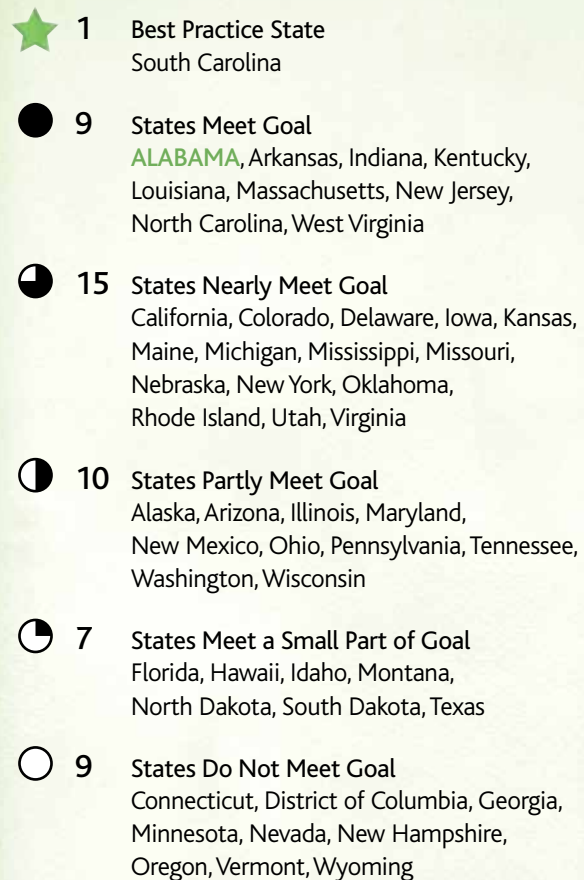 1 Best Practice State
South Carolina
9 States Meet Goal
ALABAMA, Arkansas, Indiana, Kentucky,
Louisiana, Massachusetts, New Jersey,
North Carolina, West Virginia
15 States Nearly Meet Goal
California, Colorado, Delaware, Iowa, Kansas,
Maine, Michigan, Mississippi, Missouri,
Nebraska, New York, Oklahoma,
Rhode Island, Utah, Virginia
10 States Partly Meet Goal
Alaska, Arizona, Illinois, Maryland,
New Mexico, Ohio, Pennsylvania, Tennessee,
Washington, Wisconsin
7 States Meet a Small Part of Goal
Florida, Hawaii, Idaho, Montana,
North Dakota, South Dakota, Texas
9 States Do Not Meet Goal
Connecticut, District of Columbia, Georgia,
Minnesota, Nevada, New Hampshire,
Oregon, Vermont, Wyoming